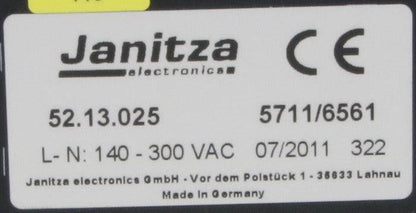 Janitza
electronics
CE
52.13.025 5711/6561
L- N: 140 - 300 VAC 07/2011 322
Janitza electronics GmbH - Vor dem Polstück 1 - 35633 Lahnau
Made in Germany